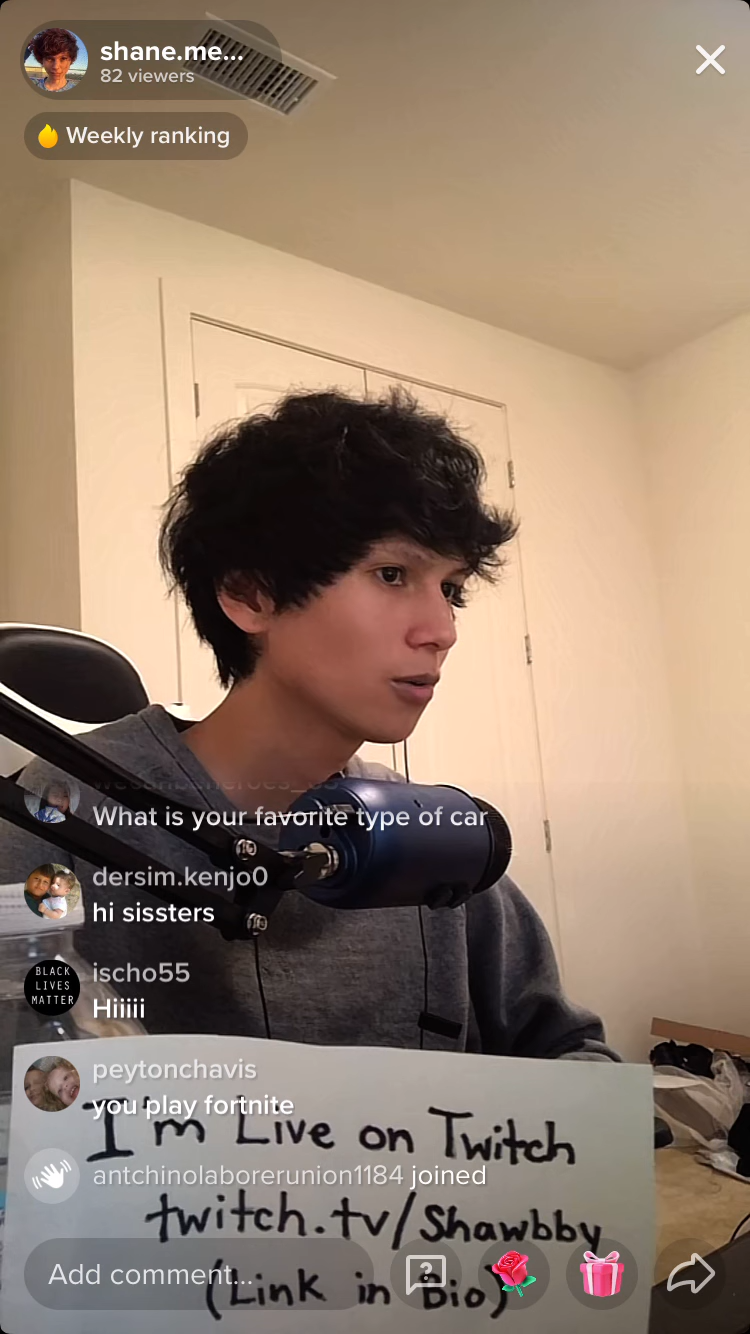 shane.me...
82 viewers
Weekly ranking
What is your favorite type of car
dersim.kenjo0
hi sissters
BLACK
LIVES
MATTER
ischo55
Hiiiii
peytonchavis
you play fortnite
I'm Live on Twitch
antchinolaborerunion1184 joined
twitch.tv/Shawbby
Add comment...
(Link in Bio)